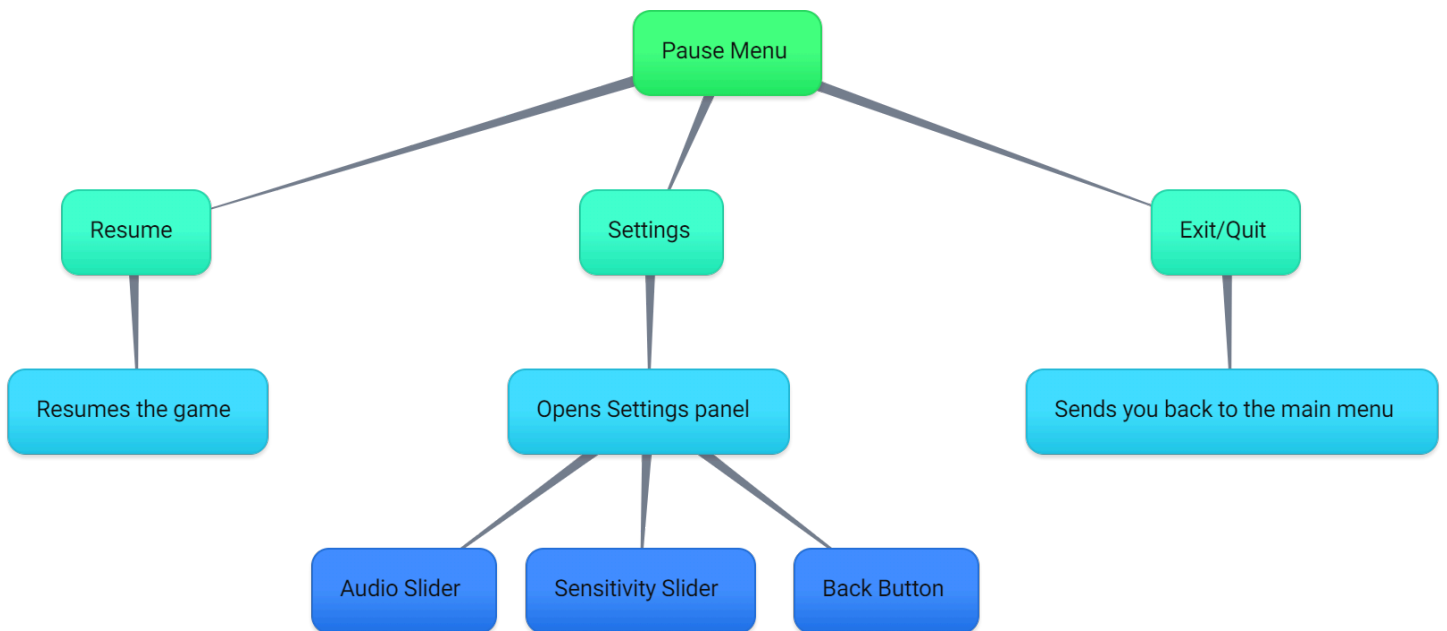 Pause Menu
Resume
Settings
Exit/Quit
Resumes the game
Opens Settings panel
Sends you back to the main menu
Audio Slider
Sensitivity Slider
Back Button